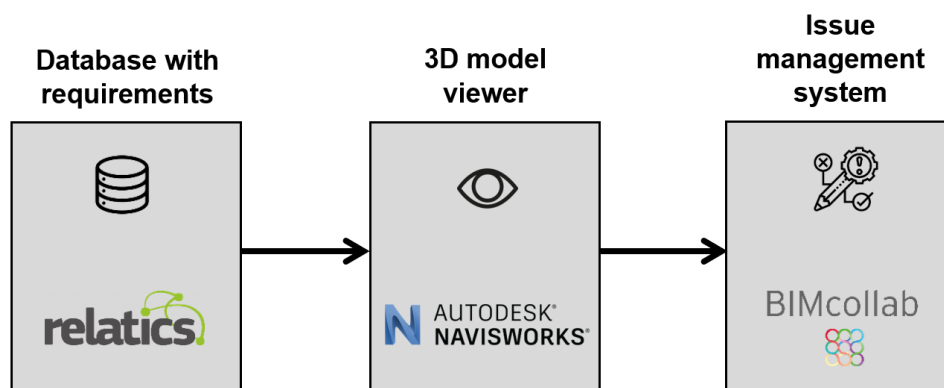 Database with
requirements
3D model
viewer
Issue
management
system
relatics
N AUTODESK®
NAVISWORKS®
BIMcollab